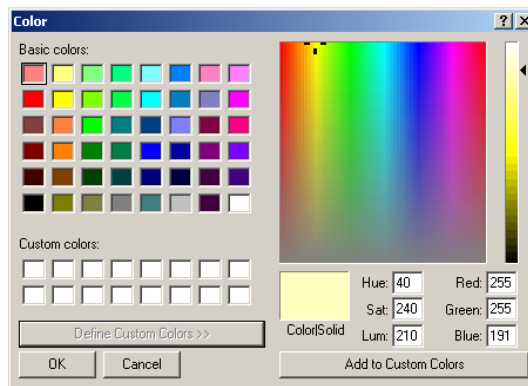 Color
Basic colors:
Custom colors:
Define Custom Colors >>
OK Cancel
Color|Solid
Hue: 40 Red: 255
Sat: 240 Green: 255
Lum: 210 Blue: 191
Add to Custom Colors